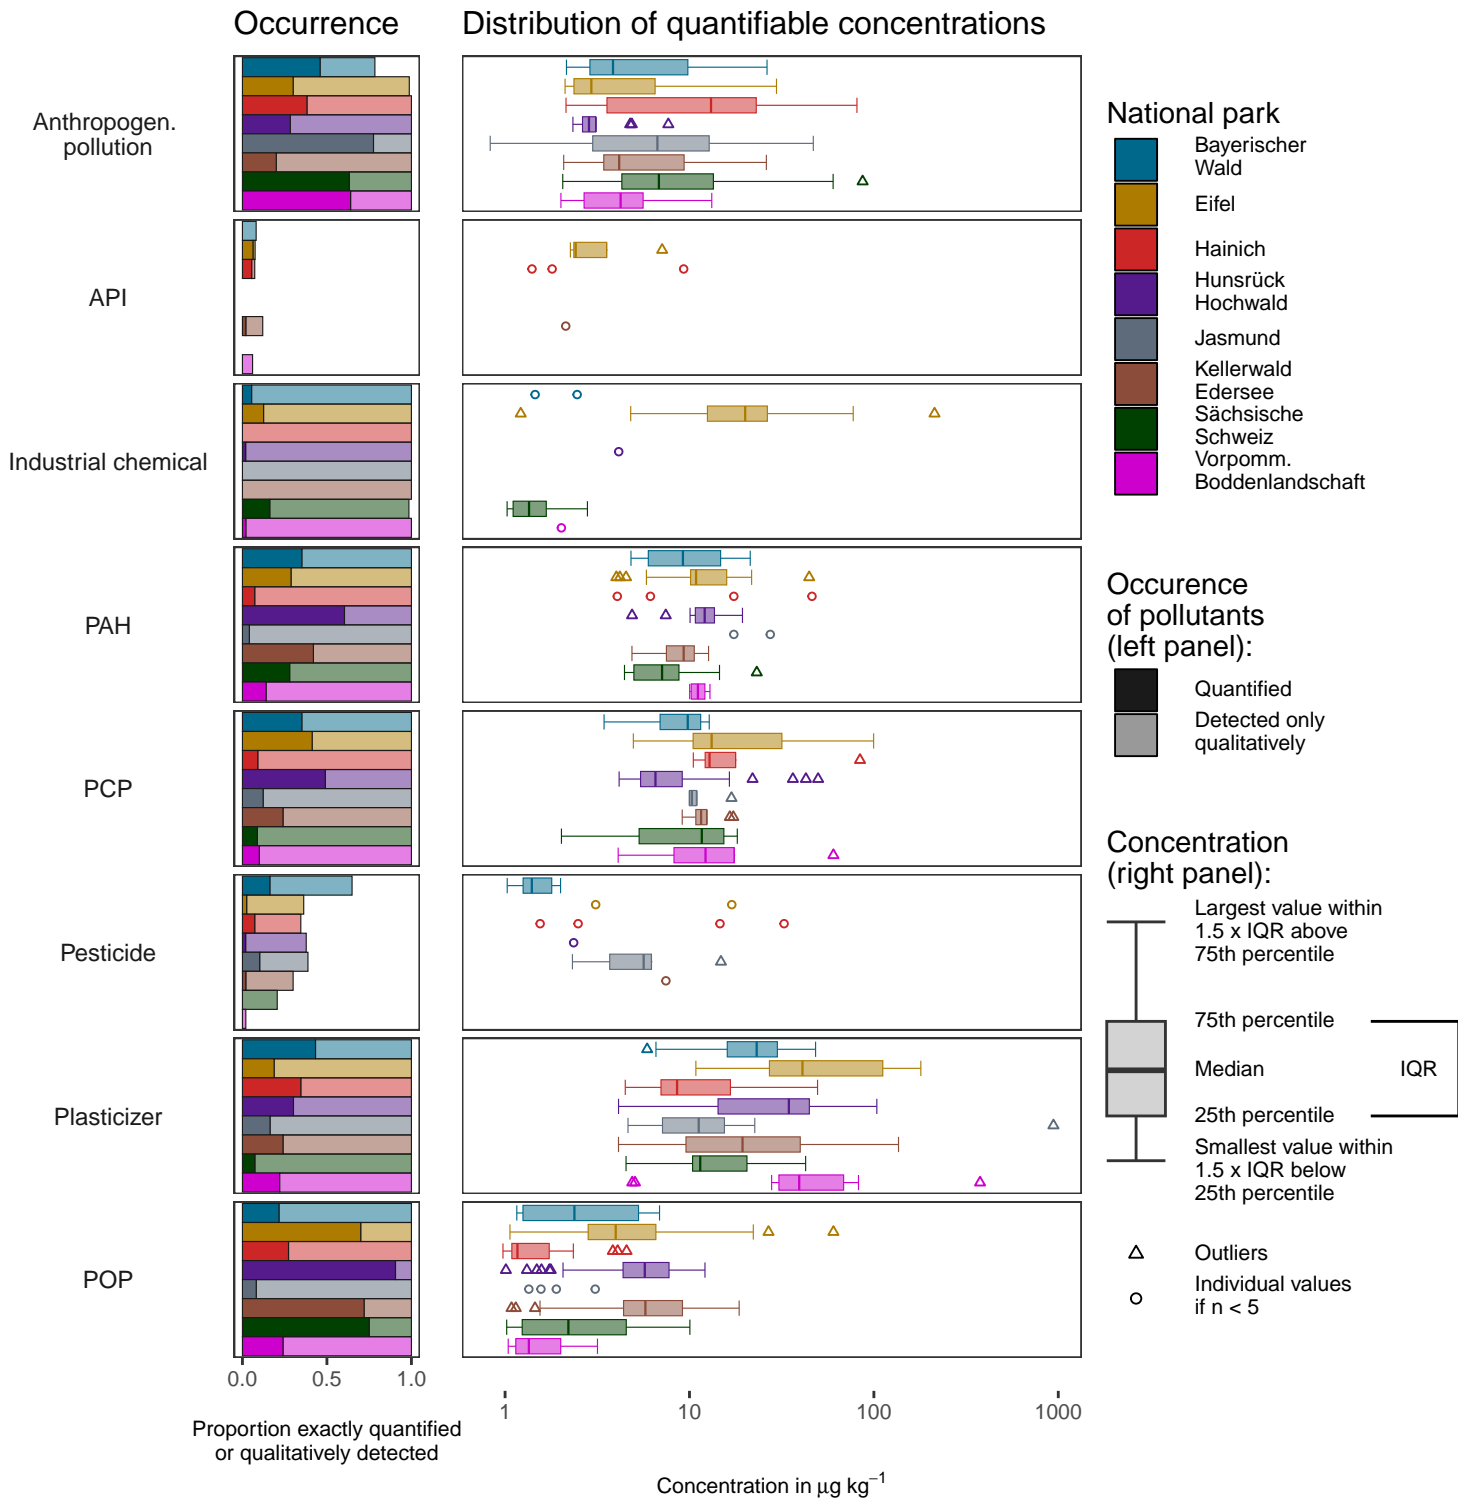 Occurrence
Distribution of quantifiable concentrations
Anthropogen.
pollution
API
Industrial chemical
PAH
PCP
Pesticide
Plasticizer
POP
0.0
0.5
1.0
Proportion exactly quantified
or qualitatively detected
1
10
100
1000
Concentration in μg kg⁻¹
National park
Bayerischer
Wald
Eifel
Hainich
Hunsrück
Hochwald
Jasmund
Kellerwald
Edersee
Sächsische
Schweiz
Vorpomm.
Boddenlandschaft
Occurence
of pollutants
(left panel):
Quantified
Detected only
qualitatively
Concentration
(right panel):
Largest value within
1.5 x IQR above
75th percentile
75th percentile
Median
IQR
25th percentile
Smallest value within
1.5 x IQR below
25th percentile
Outliers
Individual values
if n < 5